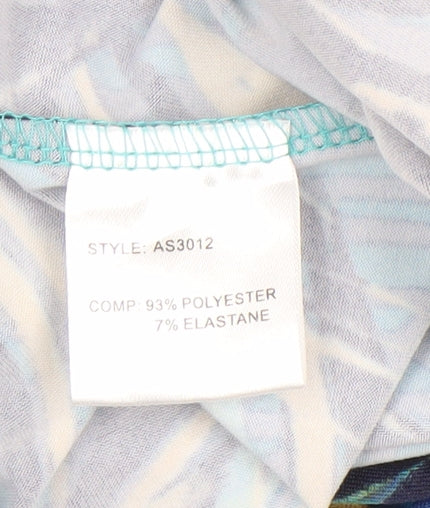 STYLE: AS3012
COMP: 93% POLYESTER
7% ELASTANE